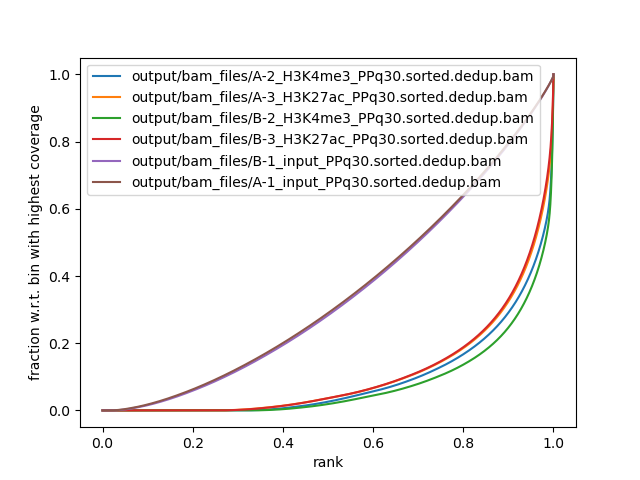 output/bam_files/A-2_H3K4me3_PPq30.sorted.dedup.bam
output/bam_files/A-3_H3K27ac_PPq30.sorted.dedup.bam
output/bam_files/B-2_H3K4me3_PPq30.sorted.dedup.bam
output/bam_files/B-3_H3K27ac_PPq30.sorted.dedup.bam
output/bam_files/B-1_input_PPq30.sorted.dedup.bam
output/bam_files/A-1_input_PPq30.sorted.dedup.bam
fraction w.r.t. bin with highest coverage
1.0
0.8
0.6
0.4
0.2
0.0
0.0 0.2 0.4 0.6 0.8 1.0
rank